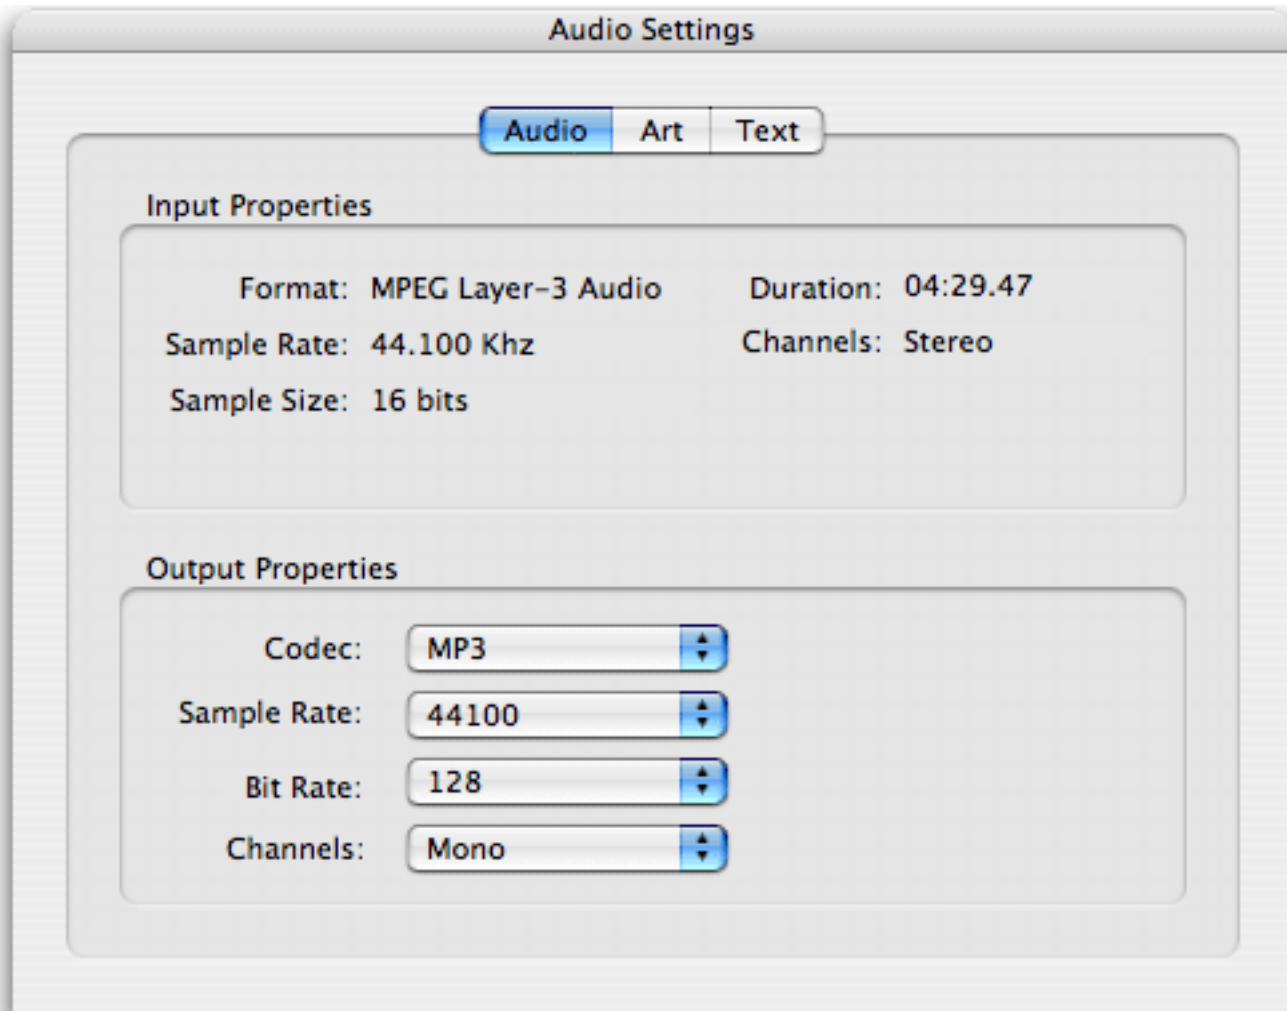 Audio Settings
Audio Art Text
Input Properties
Format: MPEG Layer-3 Audio Duration: 04:29.47
Sample Rate: 44.100 Khz Channels: Stereo
Sample Size: 16 bits
Output Properties
Codec: MP3
Sample Rate: 44100
Bit Rate: 128
Channels: Mono